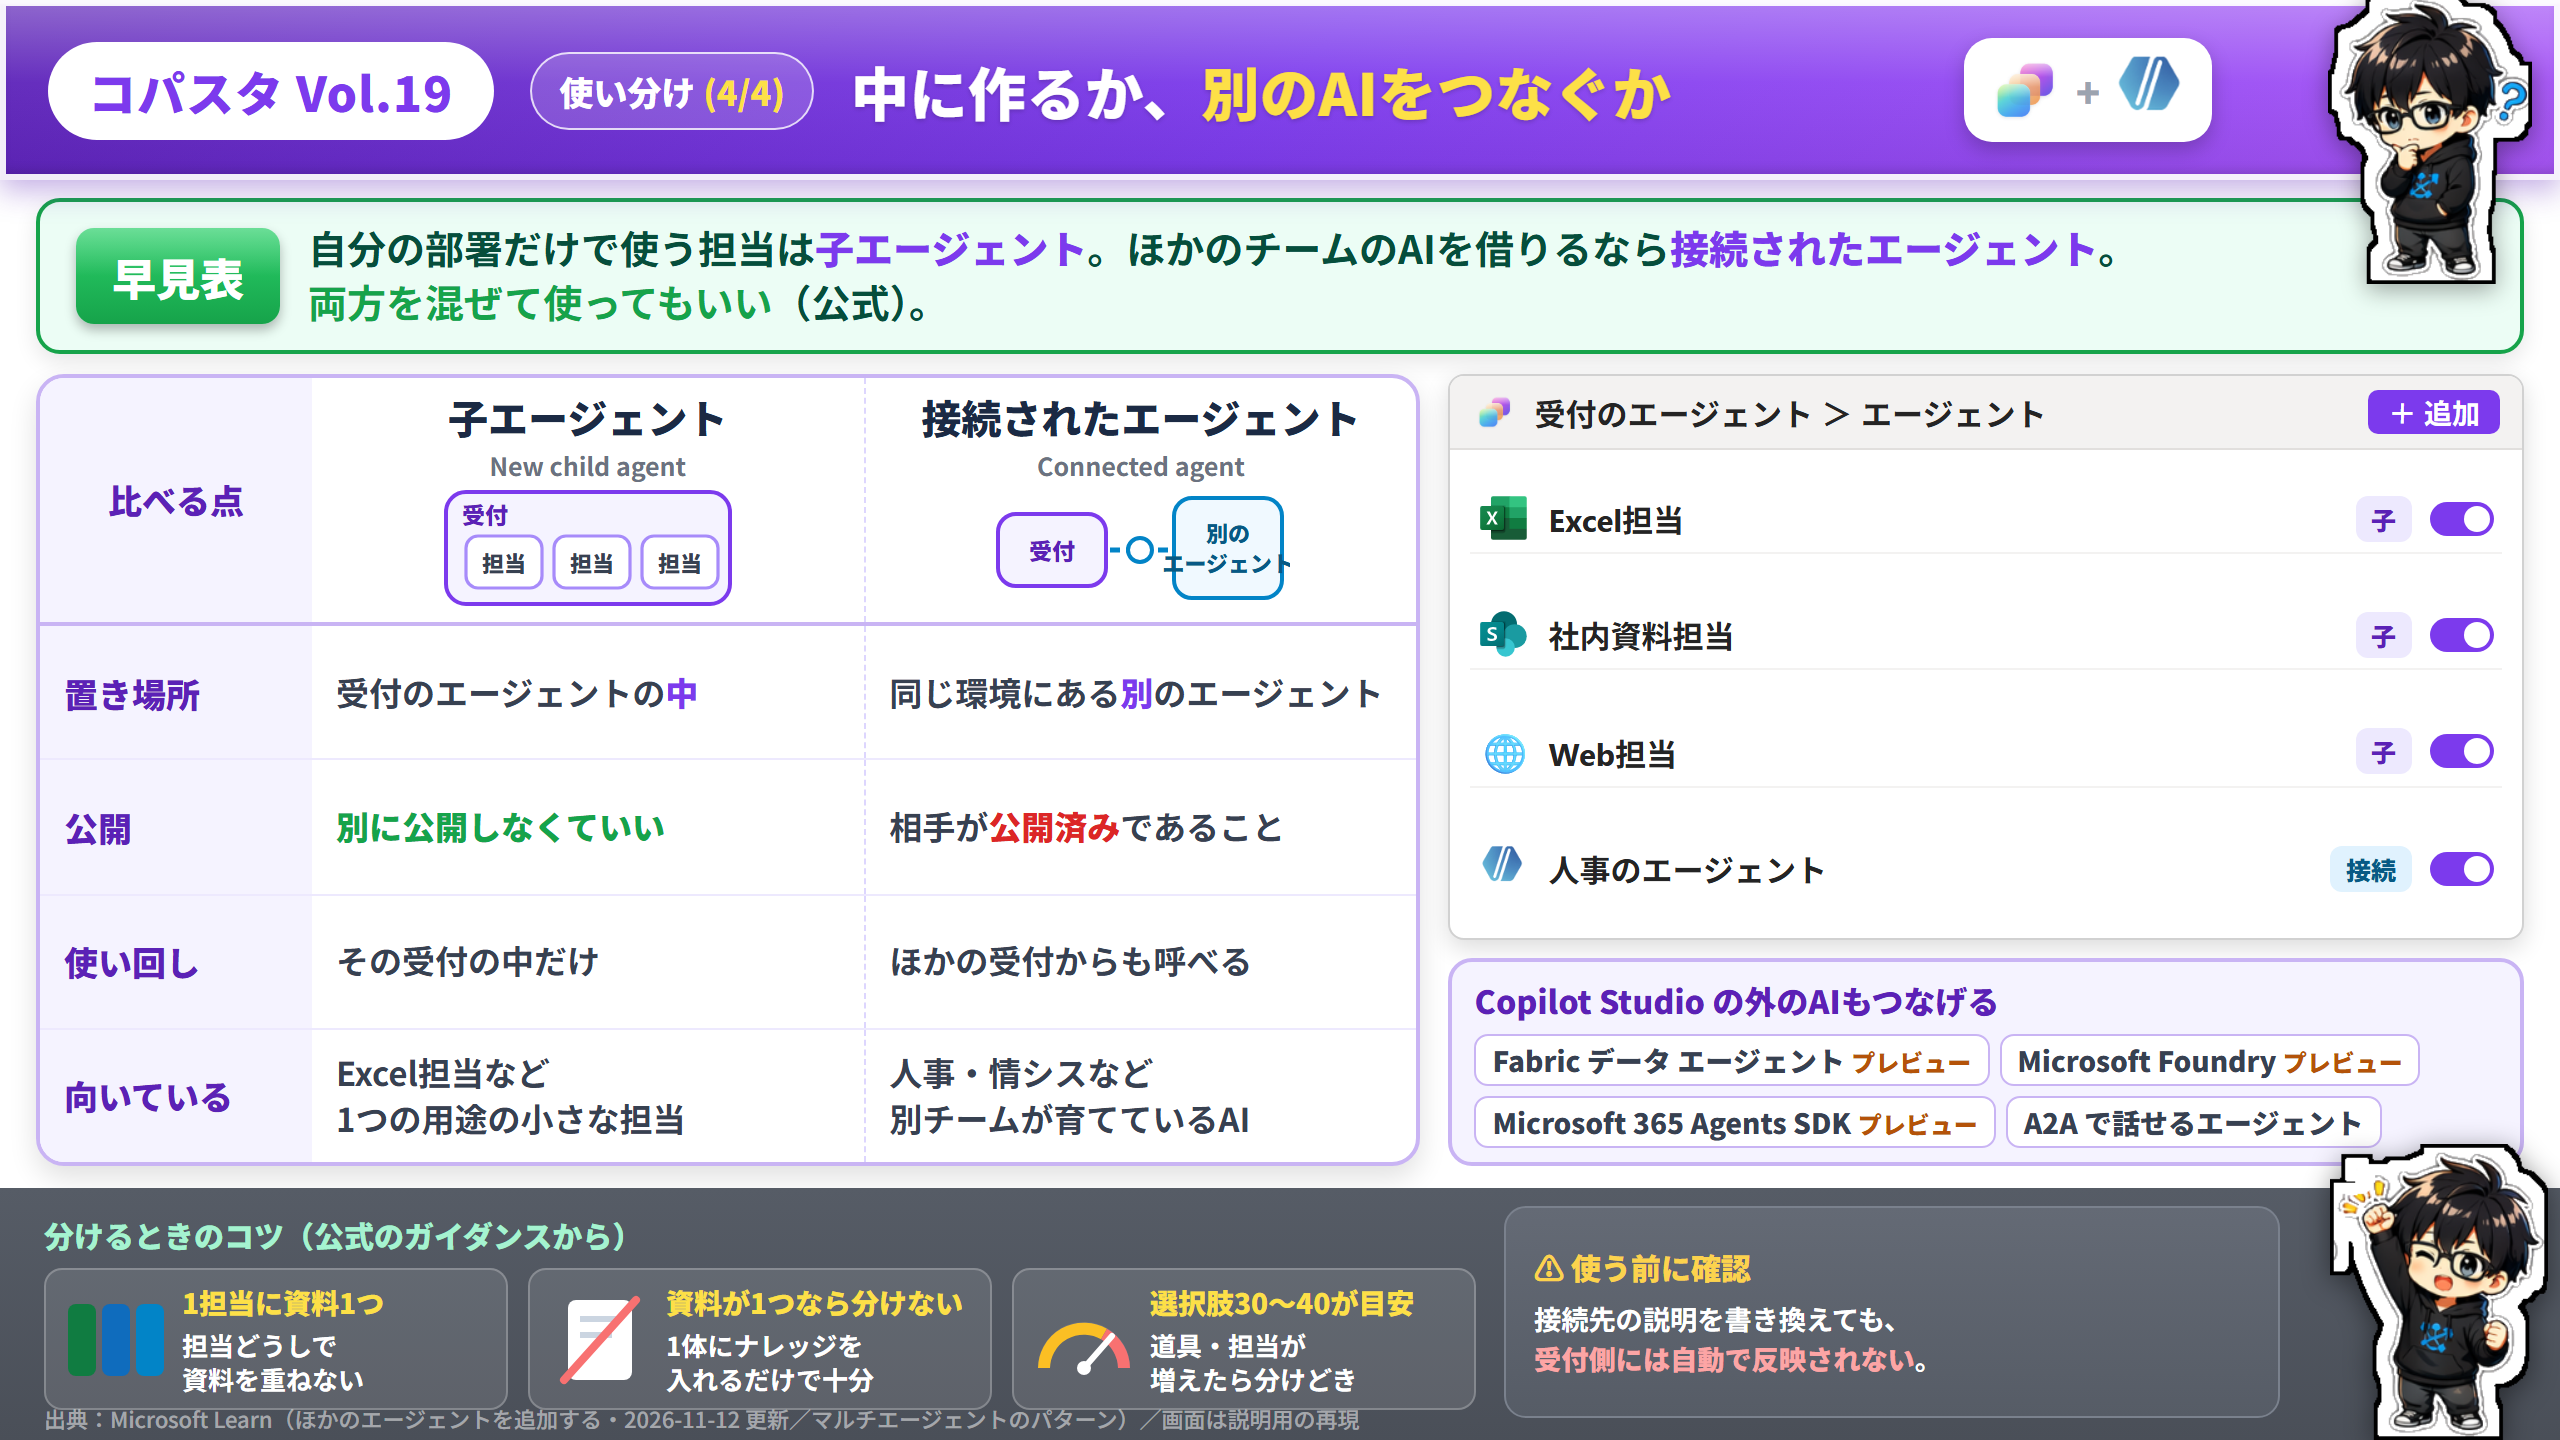 コパスタ Vol.19
使い分け (4/4)
中に作るか、別のAIをつなぐか
+
?
早見表
自分の部署だけで使う担当は子エージェント。ほかのチームのAIを借りるなら接続されたエージェント。
両方を混ぜて使ってもいい（公式）。
比べる点
子エージェント
New child agent
受付
担当 担当 担当
接続されたエージェント
Connected agent
受付
別の
エージェント
置き場所
受付のエージェントの中
同じ環境にある別のエージェント
公開
別に公開しなくていい
相手が公開済みであること
使い回し
その受付の中だけ
ほかの受付からも呼べる
向いている
Excel担当など
1つの用途の小さな担当
人事・情シスなど
別チームが育てているAI
受付のエージェント ＞ エージェント
＋ 追加
X
Excel担当
子
S
社内資料担当
子
Web担当
子
人事のエージェント
接続
Copilot Studio の外のAIもつなげる
Fabric データ エージェント プレビュー
Microsoft Foundry プレビュー
Microsoft 365 Agents SDK プレビュー
A2A で話せるエージェント
分けるときのコツ（公式のガイダンスから）
1担当に資料1つ
担当どうしで
資料を重ねない
資料が1つなら分けない
1体にナレッジを
入れるだけで十分
選択肢30〜40が目安
道具・担当が
増えたら分けどき
⚠ 使う前に確認
接続先の説明を書き換えても、
受付側には自動で反映されない。
出典：Microsoft Learn（ほかのエージェントを追加する・2026-11-12 更新／マルチエージェントのパターン）／画面は説明用の再現